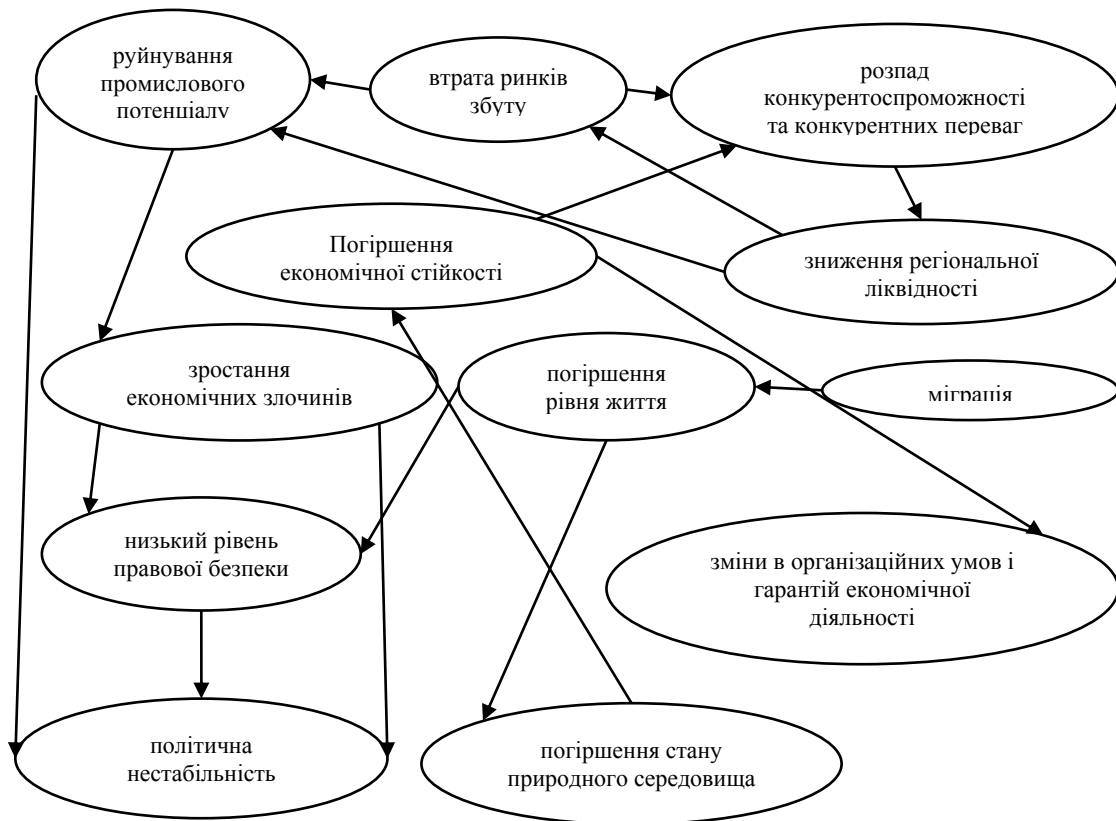 руйнування
промислового
потенціалу
втрата ринків
збуту
розпад
конкурентоспроможності
та конкурентних переваг
Погіршення
економічної стійкості
зниження регіональної
ліквідності
зростання
економічних злочинів
погіршення
рівня життя
міграція
низький рівень
правової безпеки
зміни в організаційних умов і
гарантій економічної
діяльності
політична
нестабільність
погіршення стану
природного середовища